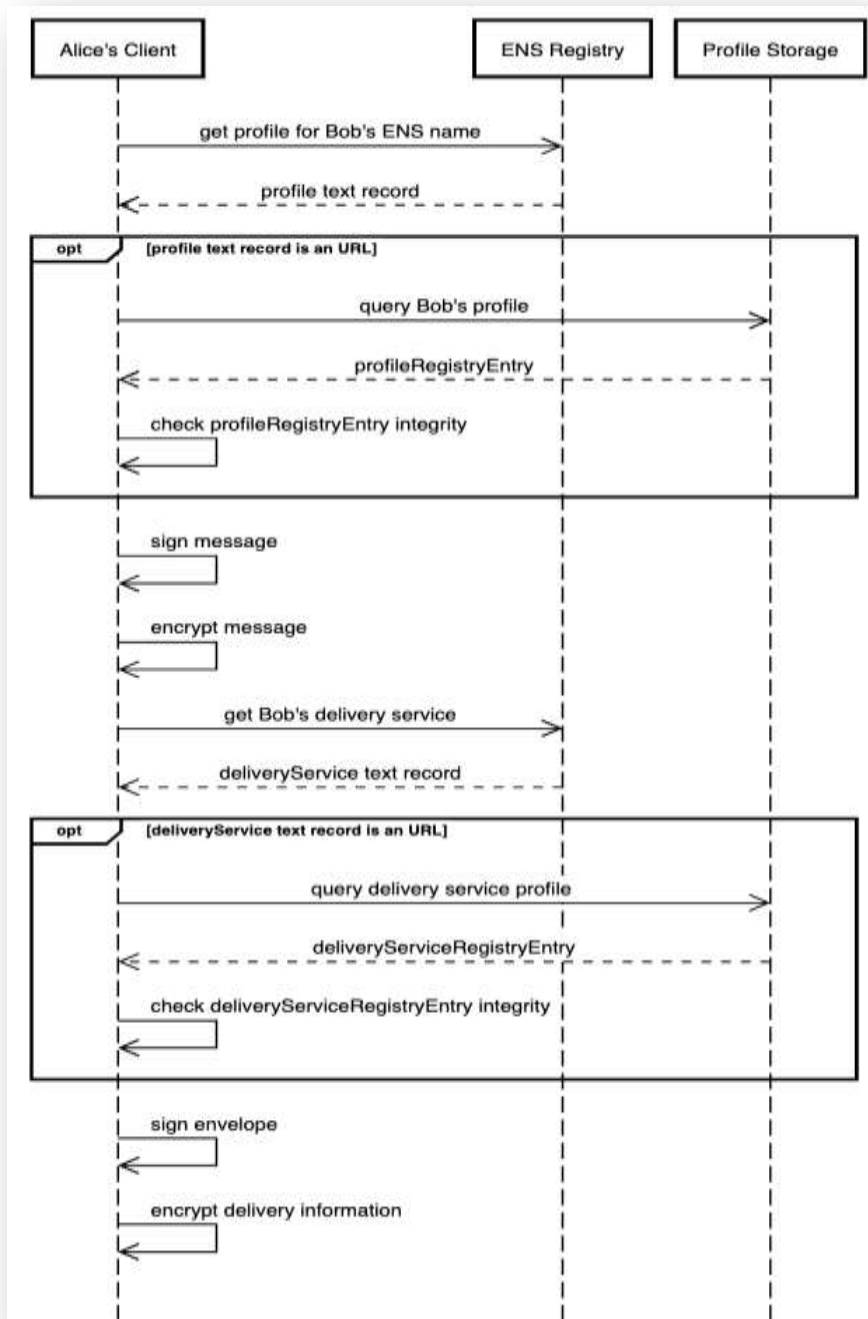 Alice's Client
ENS Registry
Profile Storage
get profile for Bob's ENS name
profile text record
opt
[profile text record is an URL]
query Bob's profile
profileRegistryEntry
check profileRegistryEntry integrity
sign message
encrypt message
get Bob's delivery service
deliveryService text record
opt
[deliveryService text record is an URL]
query delivery service profile
deliveryServiceRegistryEntry
check deliveryServiceRegistryEntry integrity
sign envelope
encrypt delivery information